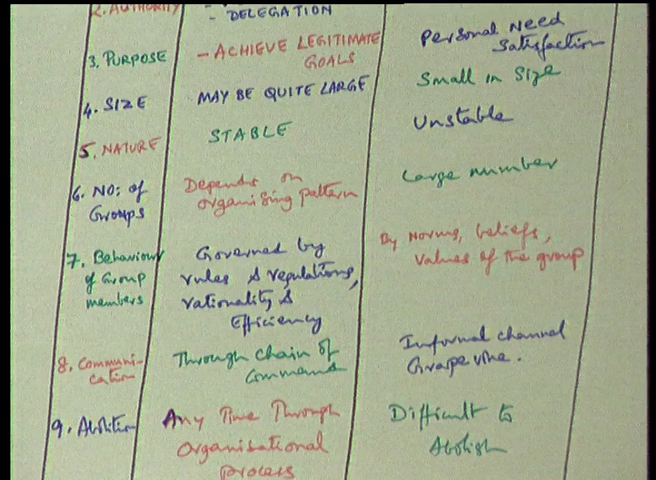 2. AUTHORITY
- DELEGATION
Personal Need
Satisfaction
3. PURPOSE
- ACHIEVE LEGITIMATE
GOALS
Small in Size
4. SIZE
MAY BE QUITE LARGE
Unstable
5. NATURE
STABLE
Large number
6. NO: of
Groups
Depends on
organising pattern
By Norms, beliefs,
values of the group
7. Behaviour
of Group
members
Governed by
rules & regulations,
rationality &
Efficiency
Informal channel
Grapevine.
8. Communi-
cation
Through chain of
Command
9. Abolition
Any Time Through
Organisational
process
Difficult to
Abolish